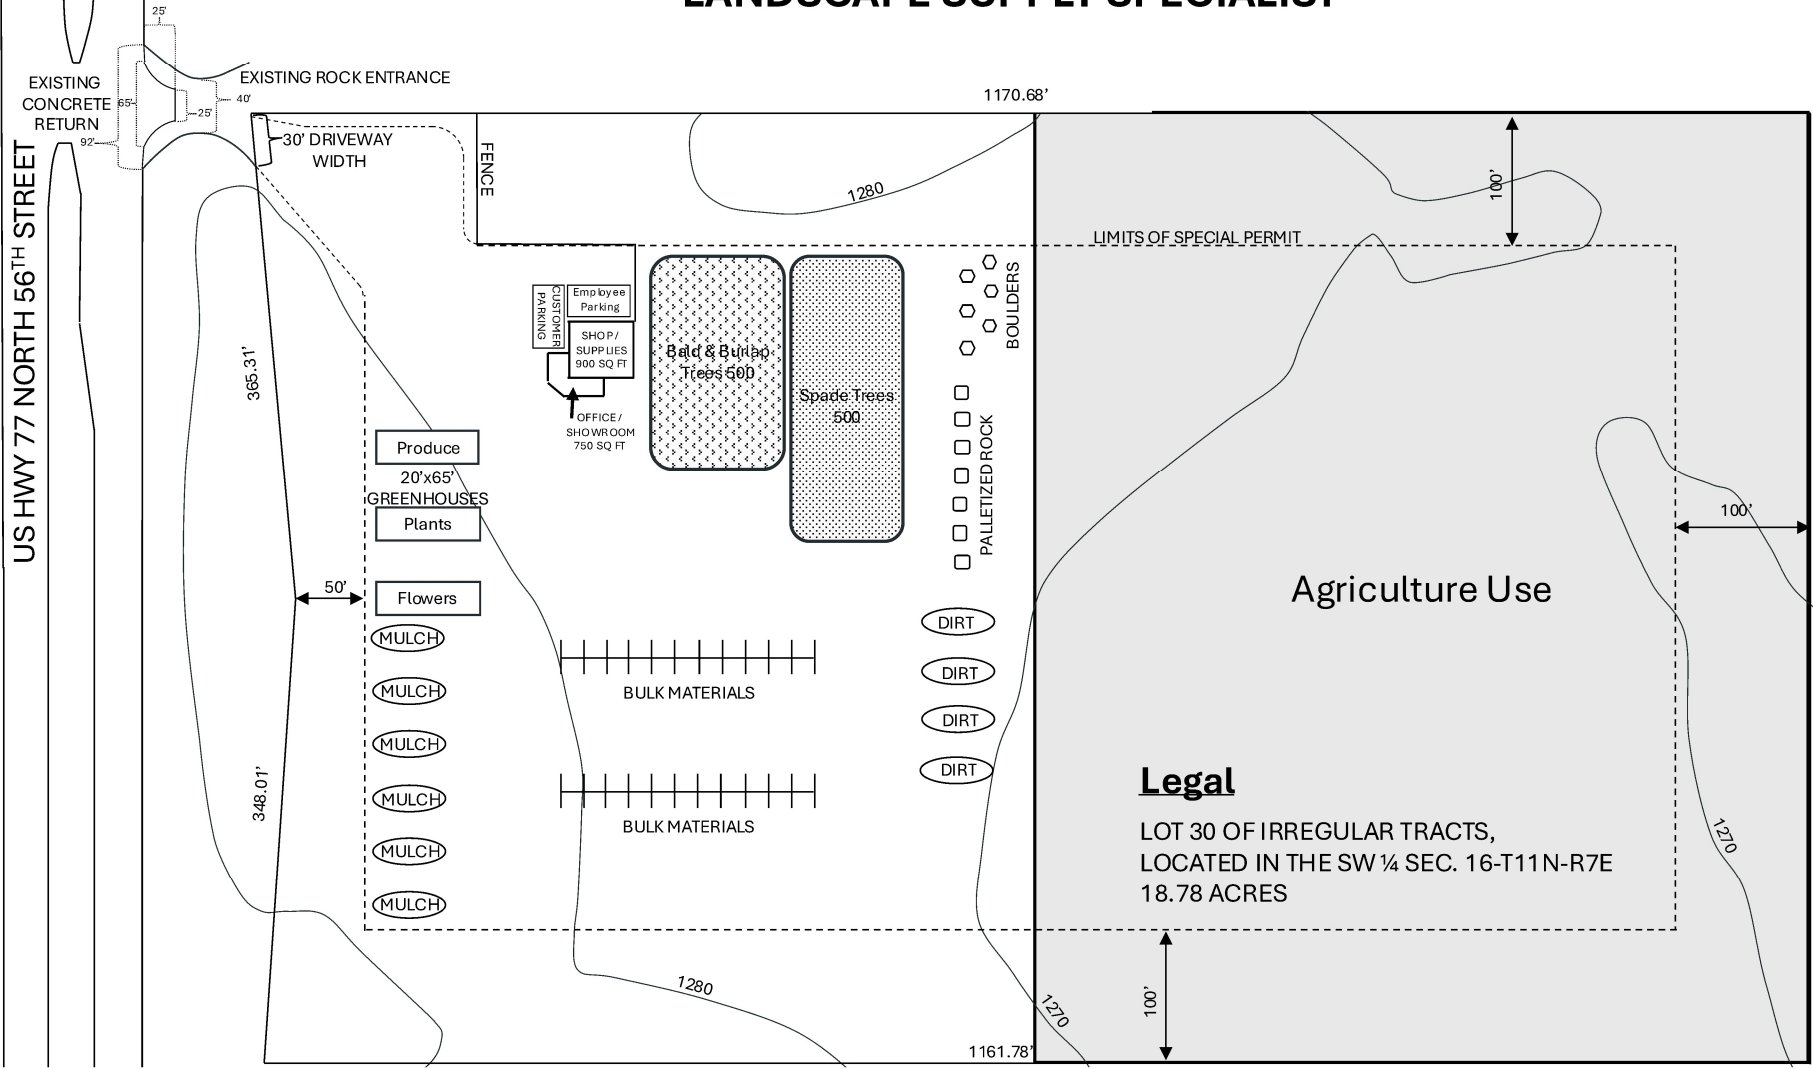 LANDSCAPE SUPPLY SPECIALIST
25'
EXISTING ROCK ENTRANCE
EXISTING
CONCRETE
RETURN
65'
40'
25'
92'
1170.68’
30’ DRIVEWAY
WIDTH
FENCE
1280
100’
LIMITS OF SPECIAL PERMIT
US HWY 77 NORTH 56TH STREET
CUSTOMER
PARKING
Employee
Parking
SHOP /
SUPPLIES
900 SQ FT
OFFICE /
SHOWROOM
750 SQ FT
Bald & Burlap
Trees 500
Spade Trees
500
BOULDERS
PALLETIZED ROCK
365.31’
Produce
20’x65’
GREENHOUSES
Plants
Flowers
50’
100’
Agriculture Use
MULCH
MULCH
MULCH
MULCH
MULCH
MULCH
BULK MATERIALS
BULK MATERIALS
DIRT
DIRT
DIRT
DIRT
348.01’
Legal
LOT 30 OF IRREGULAR TRACTS,
LOCATED IN THE SW ¼ SEC. 16-T11N-R7E
18.78 ACRES
1270
1280
1270
100’
1161.78’